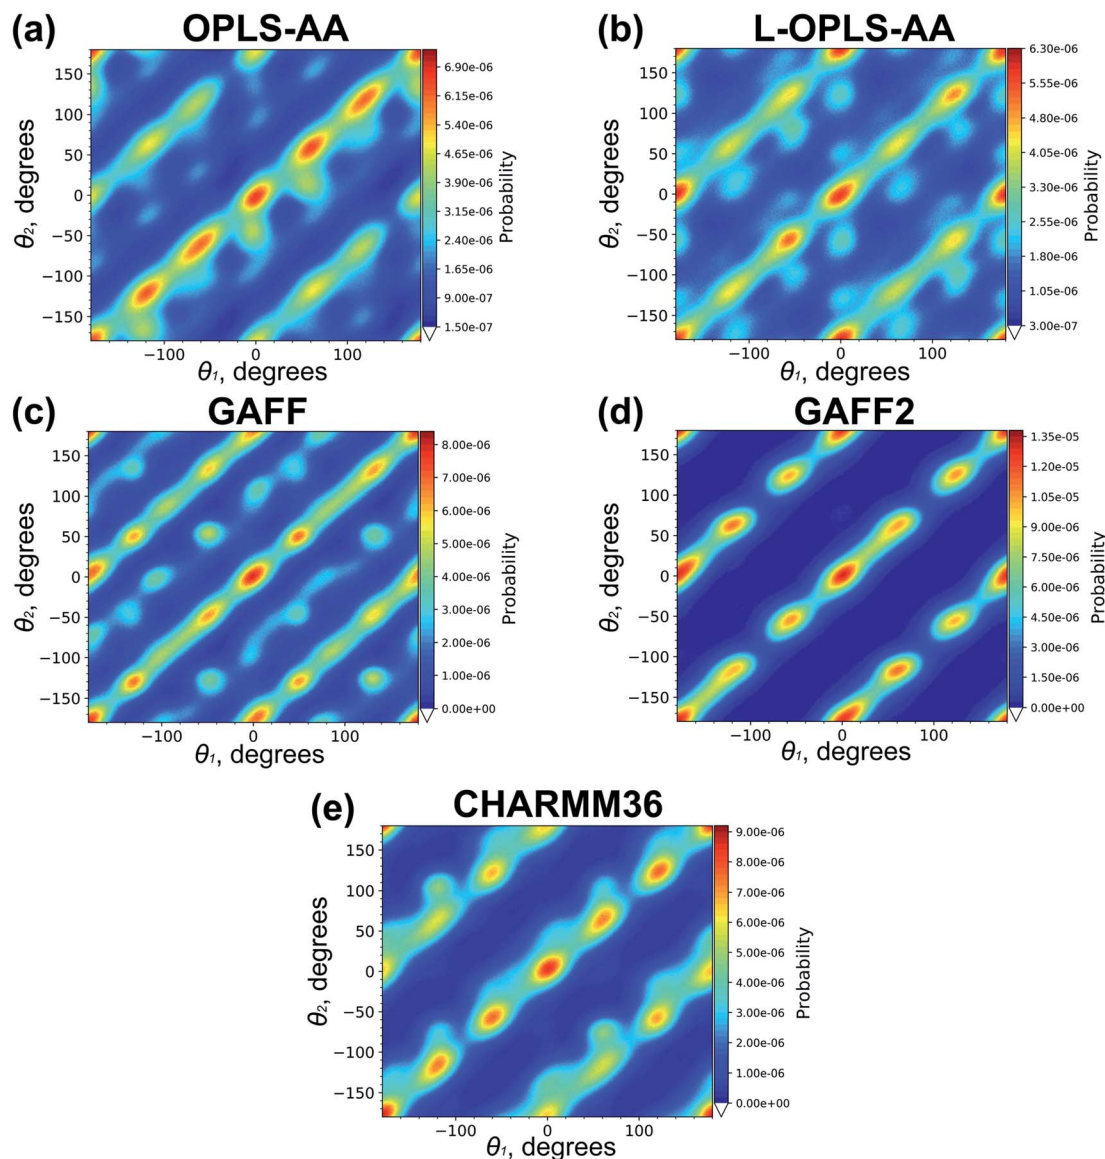 (a) OPLS-AA
150
100
50
0
−50
−100
−150
θ2, degrees
−100 0 100
θ1, degrees
6.90e-06
6.15e-06
5.40e-06
4.65e-06
3.90e-06
3.15e-06
2.40e-06
1.65e-06
9.00e-07
1.50e-07
Probability
(b) L-OPLS-AA
150
100
50
0
−50
−100
−150
θ2, degrees
−100 0 100
θ1, degrees
6.30e-06
5.55e-06
4.80e-06
4.05e-06
3.30e-06
2.55e-06
1.80e-06
1.05e-06
3.00e-07
Probability
(c) GAFF
150
100
50
0
−50
−100
−150
θ2, degrees
−100 0 100
θ1, degrees
8.00e-06
7.00e-06
6.00e-06
5.00e-06
4.00e-06
3.00e-06
2.00e-06
1.00e-06
0.00e+00
Probability
(d) GAFF2
150
100
50
0
−50
−100
−150
θ2, degrees
−100 0 100
θ1, degrees
1.35e-05
1.20e-05
1.05e-05
9.00e-06
7.50e-06
6.00e-06
4.50e-06
3.00e-06
1.50e-06
0.00e+00
Probability
(e) CHARMM36
150
100
50
0
−50
−100
−150
θ2, degrees
−100 0 100
θ1, degrees
9.00e-06
8.00e-06
7.00e-06
6.00e-06
5.00e-06
4.00e-06
3.00e-06
2.00e-06
1.00e-06
0.00e+00
Probability